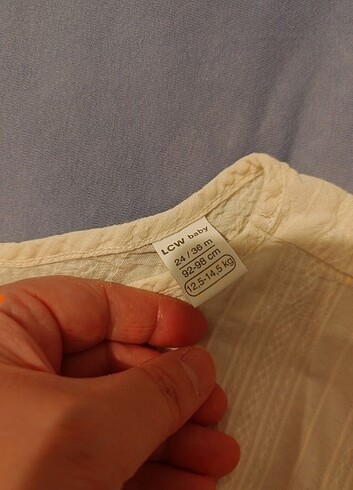 LCW baby
24 / 36 m
92-98 cm
12,5-14,5 kg